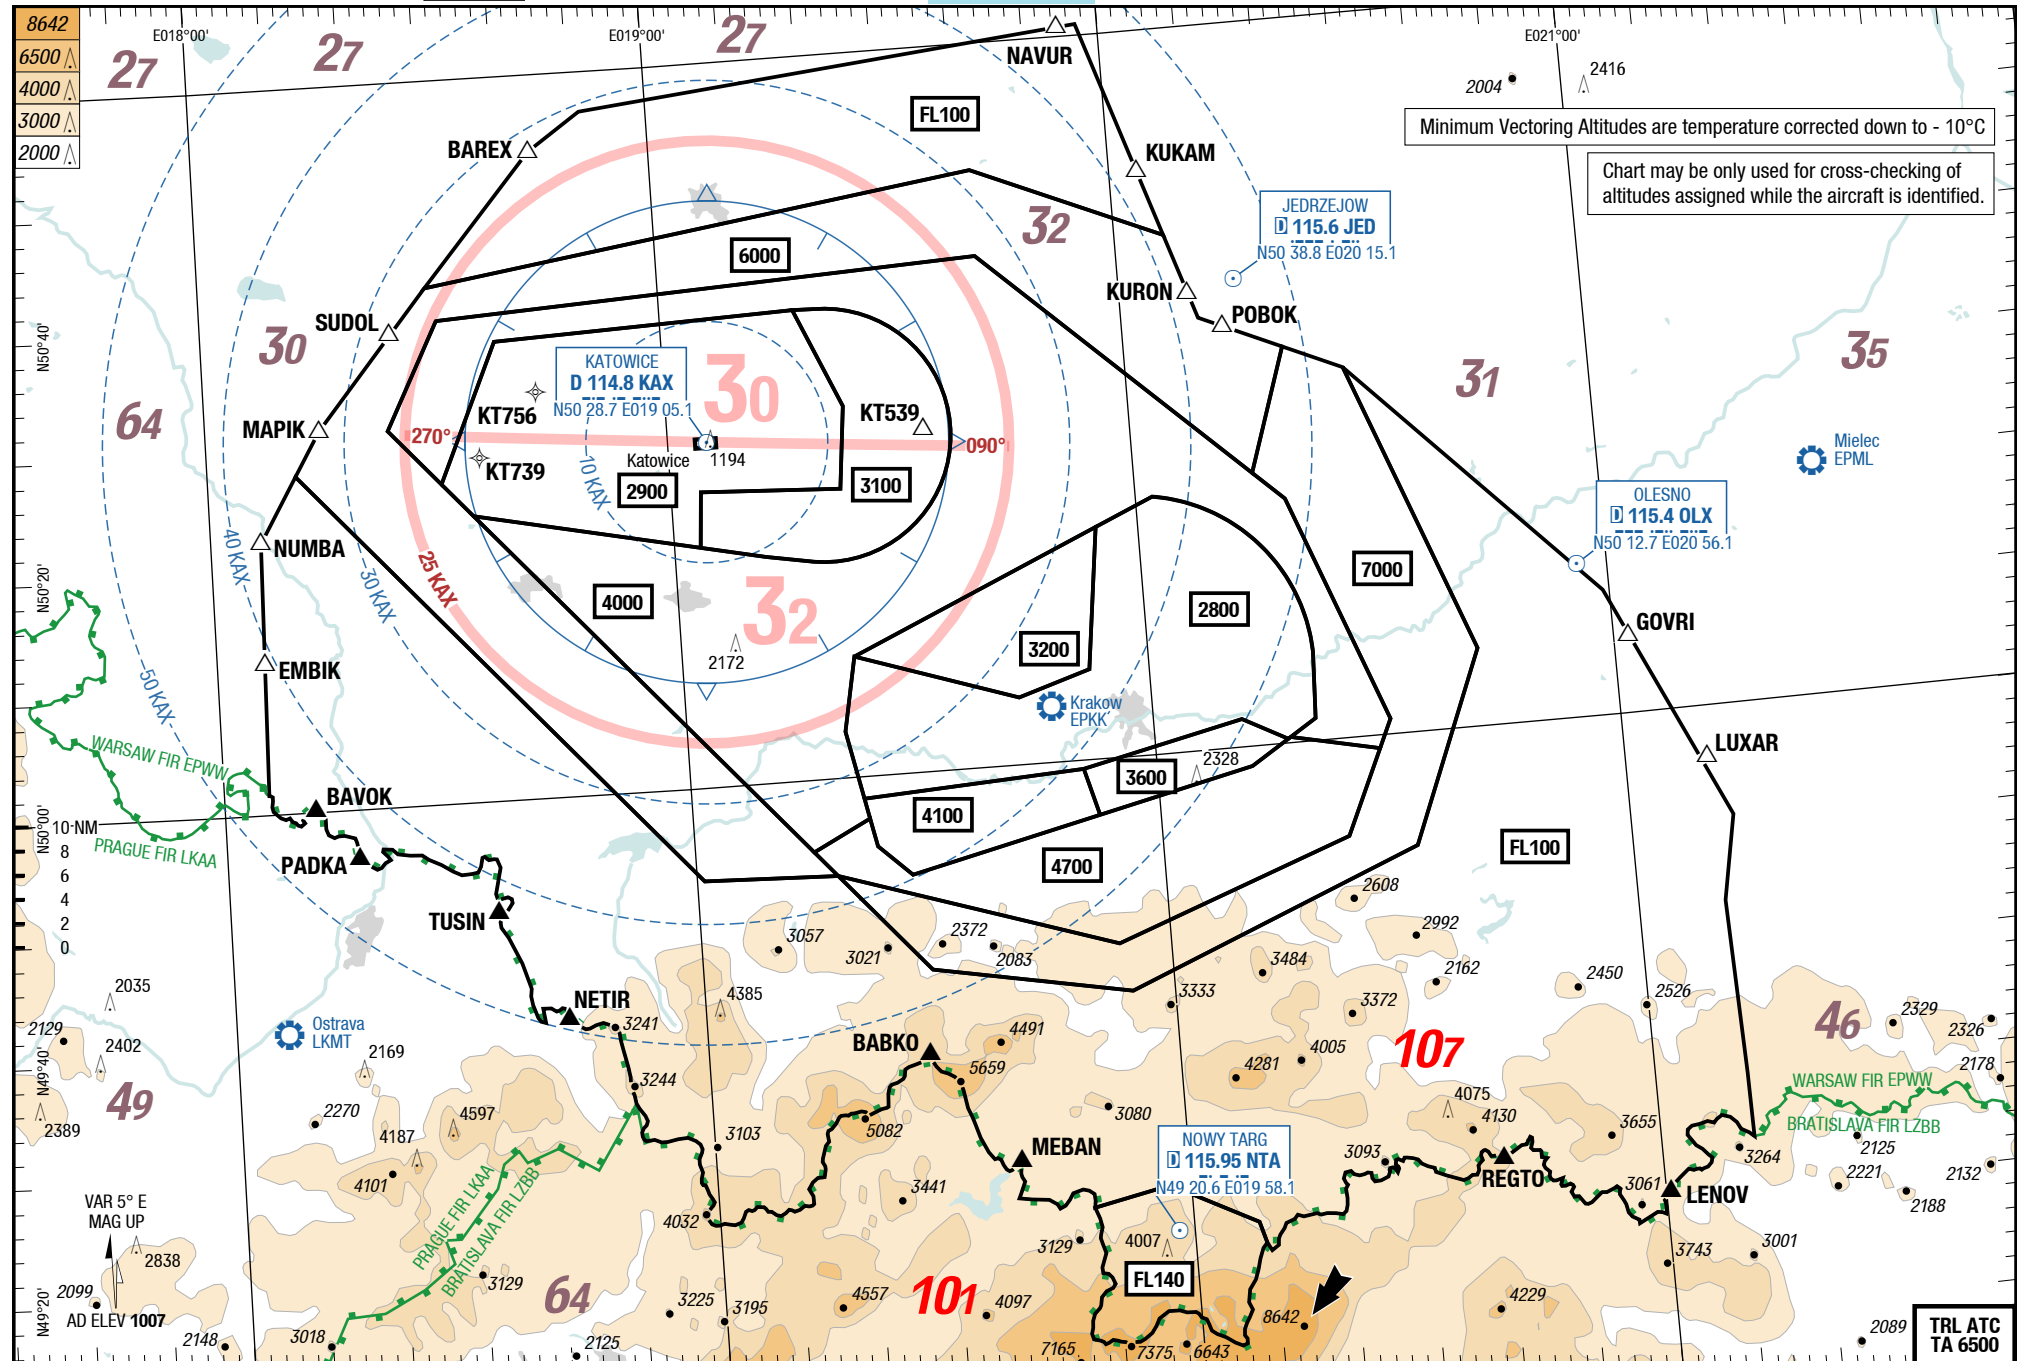 8642
6500
4000
3000
2000
E018°00'
E019°00'
E021°00'
27
27
27
NAVUR
2004
2416
FL100
Minimum Vectoring Altitudes are temperature corrected down to - 10°C
BAREX
KUKAM
Chart may be only used for cross-checking of
altitudes assigned while the aircraft is identified.
32
JEDRZEJOW
D 115.6 JED
N50 38.8 E020 15.1
6000
KURON
POBOK
SUDOL
30
N50°40'
35
31
KATOWICE
D 114.8 KAX
N50 28.7 E019 05.1
30
KT756
KT539
64
MAPIK
270°
090°
Katowice
1194
KT739
2900
3100
10 KAX
Mielec
EPML
OLESNO
D 115.4 OLX
N50 12.7 E020 56.1
NUMBA
40 KAX
30 KAX
25 KAX
N50°20'
4000
32
7000
2800
GOVRI
3200
2172
EMBIK
50 KAX
Krakow
EPKK
WARSAW FIR EPWW
PRAGUE FIR LKAA
LUXAR
2328
3600
BAVOK
4100
N50°00'
10 NM
8
6
4
2
0
PADKA
4700
FL100
TUSIN
2608
3057
3021
2372
2083
2992
3484
2162
2450
2526
2035
NETIR
4385
3333
3372
46
2329
2326
2129
Ostrava
LKMT
3241
4491
BABKO
107
2402
2169
5659
4281
4005
2178
N49°40'
49
3244
WARSAW FIR EPWW
BRATISLAVA FIR LZBB
2389
2270
4597
4187
5082
3080
4075
4130
3655
3103
MEBAN
NOWY TARG
D 115.95 NTA
N49 20.6 E019 58.1
3093
3264
2125
4101
PRAGUE FIR LKAA
BRATISLAVA FIR LZBB
3441
REGTO
3061
LENOV
2221
2132
2188
VAR 5° E
MAG UP
4032
2838
3129
4007
3743
3001
3129
FL140
2099
64
101
AD ELEV 1007
N49°20'
3225
3195
4557
4097
8642
4229
2148
3018
2125
7165
7375
6643
2089
TRL ATC
TA 6500